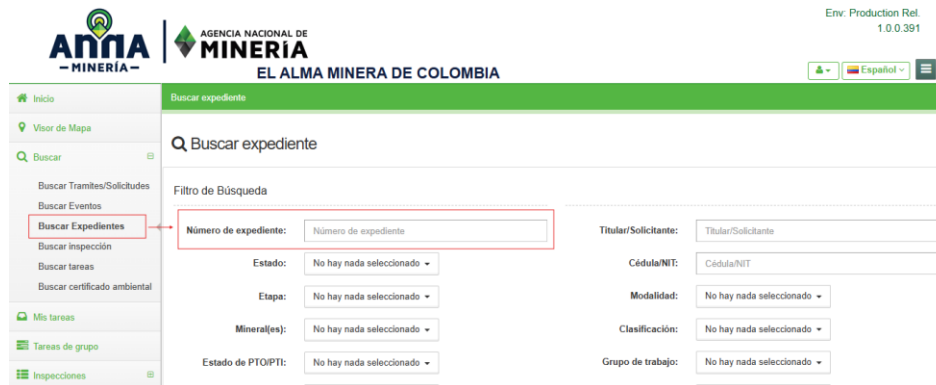 Env: Production Rel.
1.0.0.391
ANNA
–MINERÍA–
AGENCIA NACIONAL DE
MINERÍA
EL ALMA MINERA DE COLOMBIA
Español
Inicio
Visor de Mapa
Buscar
Buscar Tramites/Solicitudes
Buscar Eventos
Buscar Expedientes
Buscar inspección
Buscar tareas
Buscar certificado ambiental
Mis tareas
Tareas de grupo
Inspecciones
Buscar expediente
Buscar expediente
Filtro de Búsqueda
Número de expediente: Número de expediente
Titular/Solicitante: Titular/Solicitante
Estado: No hay nada seleccionado
Cédula/NIT: Cédula/NIT
Etapa: No hay nada seleccionado
Modalidad: No hay nada seleccionado
Mineral(es): No hay nada seleccionado
Clasificación: No hay nada seleccionado
Estado de PTO/PTI: No hay nada seleccionado
Grupo de trabajo: No hay nada seleccionado